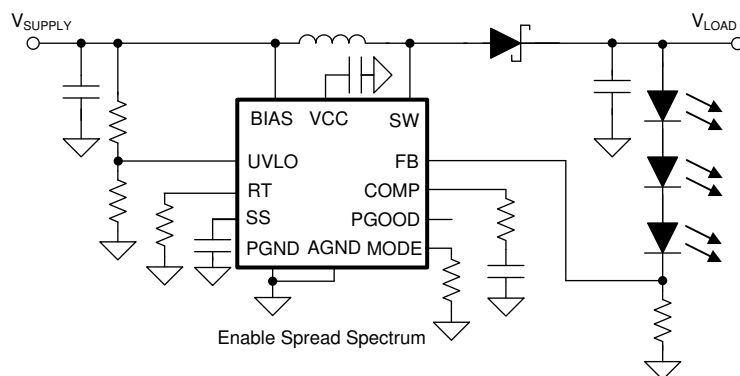 VSUPPLY
VLOAD
BIAS VCC SW
UVLO FB
RT COMP
SS PGOOD
PGND AGND MODE
Enable Spread Spectrum